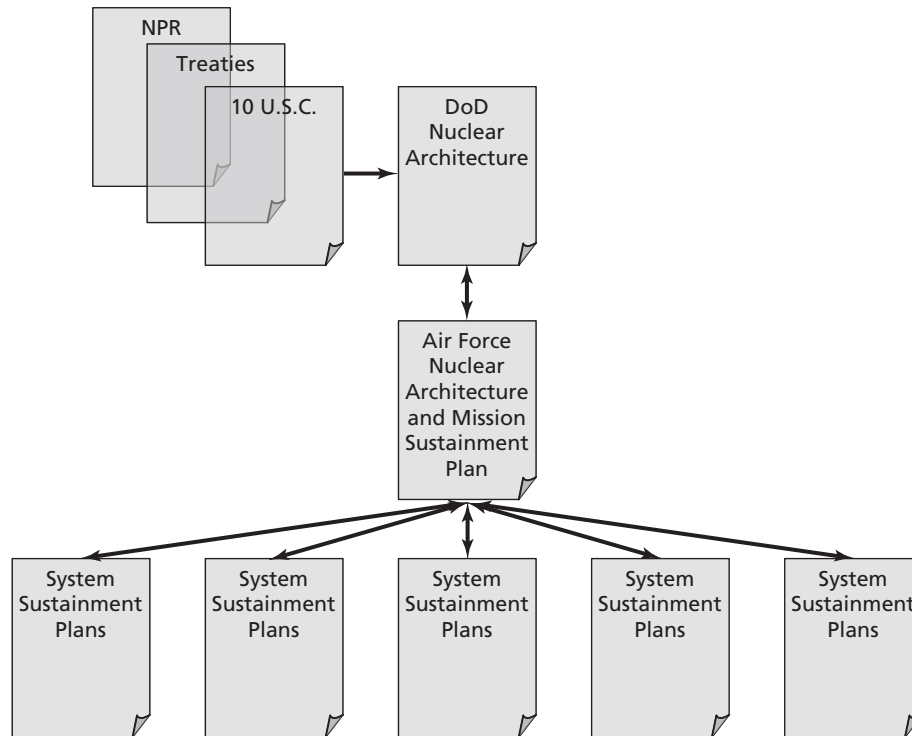 NPR
Treaties
10 U.S.C.
DoD
Nuclear
Architecture
Air Force
Nuclear
Architecture
and Mission
Sustainment
Plan
System
Sustainment
Plans
System
Sustainment
Plans
System
Sustainment
Plans
System
Sustainment
Plans
System
Sustainment
Plans